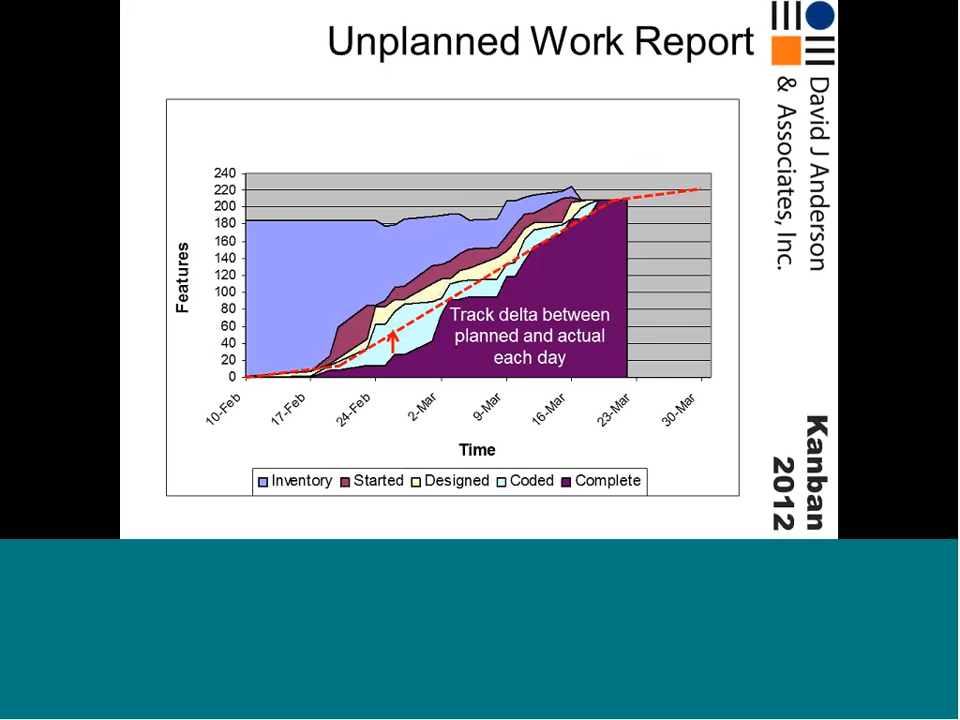 Unplanned Work Report
David J Anderson
& Associates, Inc.
Features
240
220
200
180
160
140
120
100
80
60
40
20
0
Track delta between
planned and actual
each day
10-Feb
17-Feb
24-Feb
2-Mar
9-Mar
16-Mar
23-Mar
30-Mar
Time
Inventory Started Designed Coded Complete
Kanban
2012